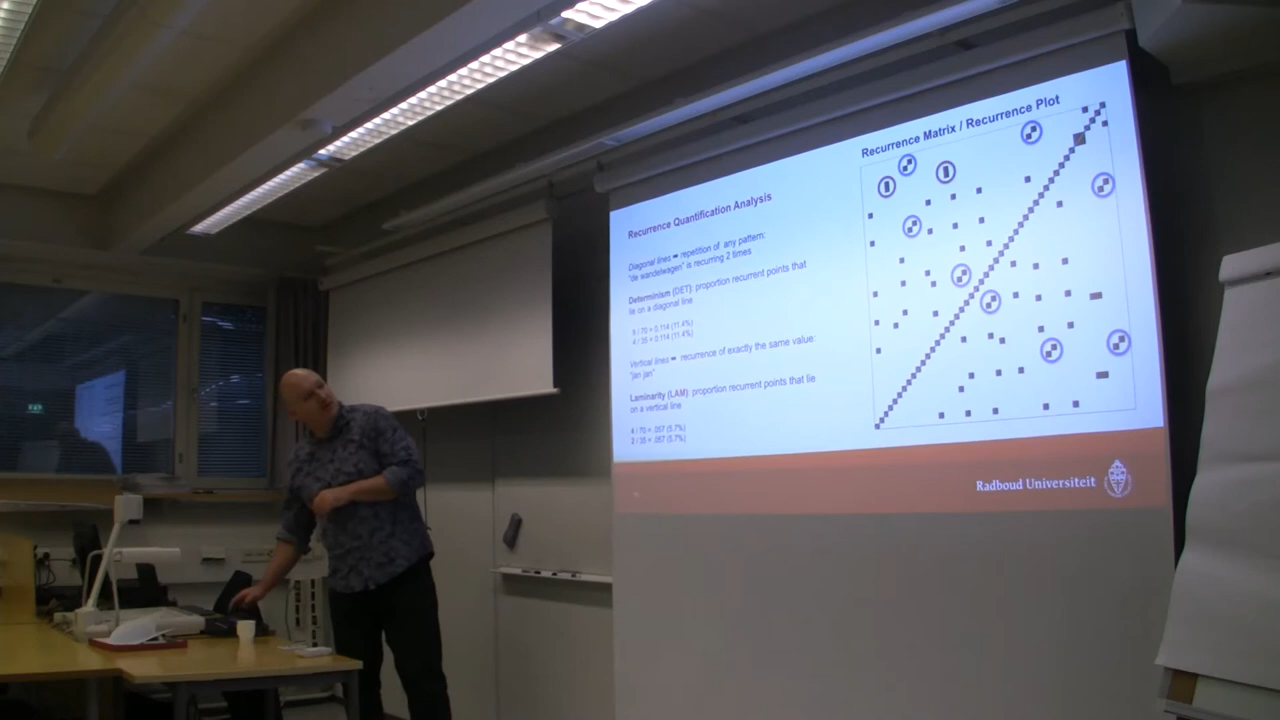 Recurrence Matrix / Recurrence Plot
Recurrence Quantification Analysis
Diagonal lines = repetition of any pattern:
"de wandelwagen" is recurring 2 times
Determinism (DET): proportion recurrent points that
lie on a diagonal line
/ 70 = 0.114 (11.4%)
4 / 35 = 0.114 (11.4%)
Vertical lines = recurrence of exactly the same value:
"jan jan"
Laminarity (LAM): proportion recurrent points that lie
on a vertical line
4 / 70 = .057 (5.7%)
2 / 35 = .057 (5.7%)
Radboud Universiteit